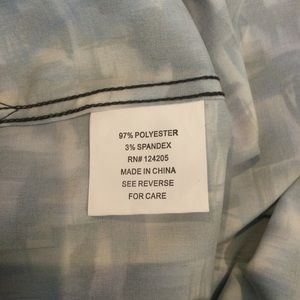 97% POLYESTER
3% SPANDEX
RN# 124205
MADE IN CHINA
SEE REVERSE
FOR CARE